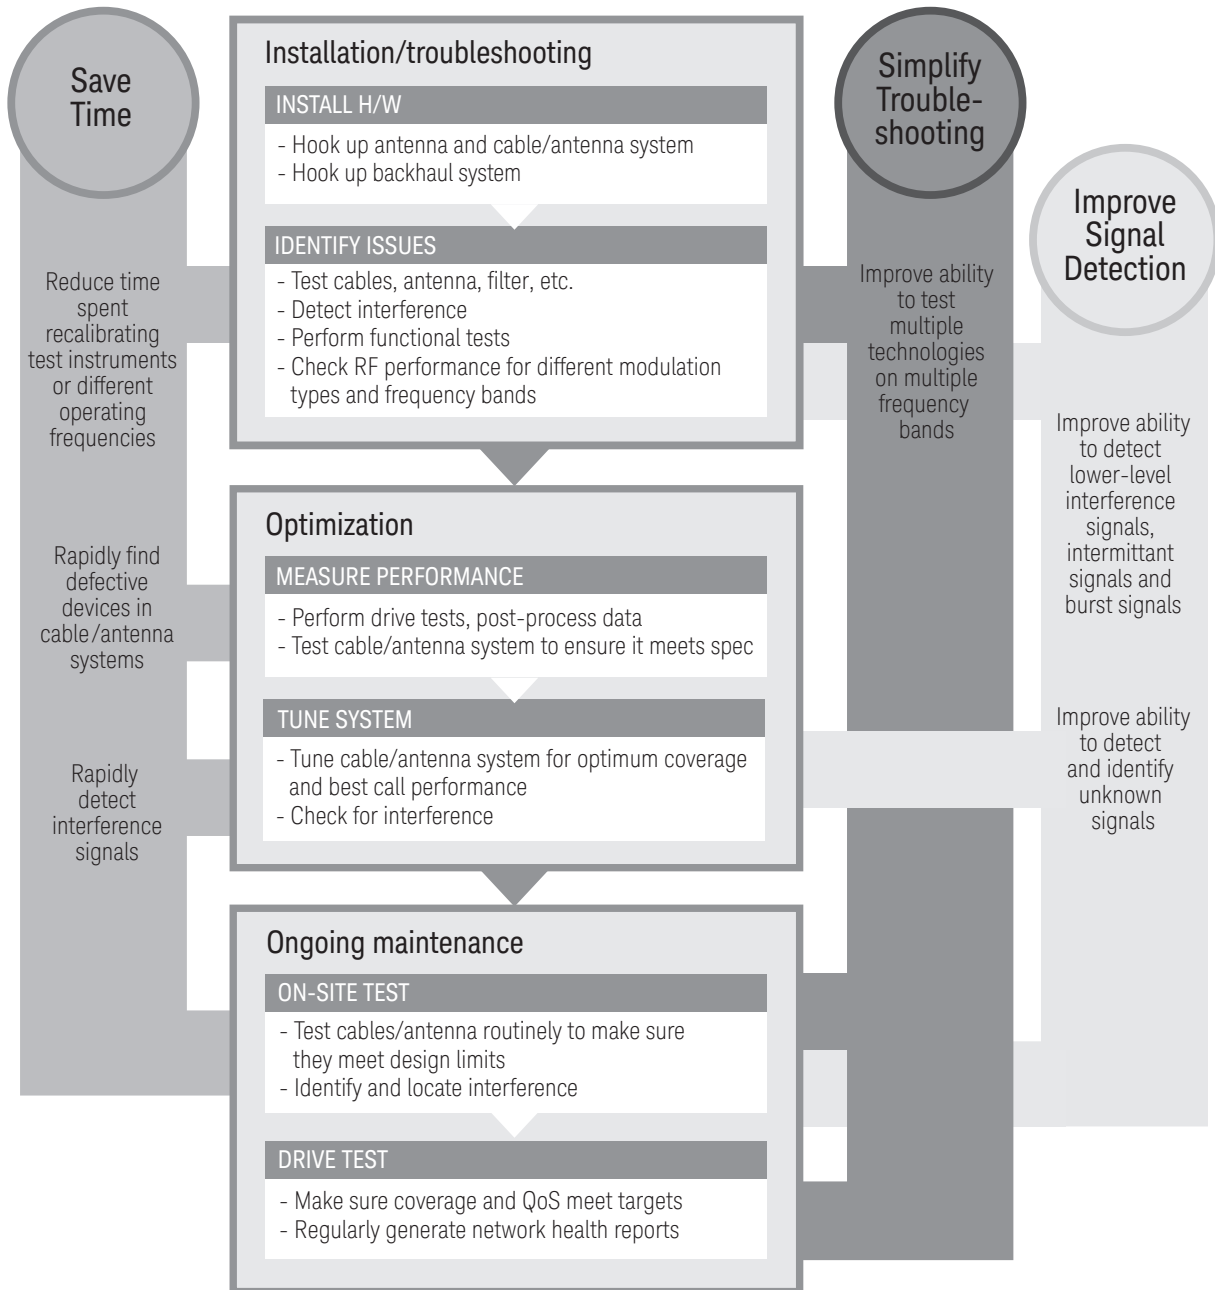 Save
Time
Reduce time
spent
recalibrating
test instruments
or different
operating
frequencies
Rapidly find
defective
devices in
cable/antenna
systems
Rapidly
detect
interference
signals
Installation/troubleshooting
INSTALL H/W
- Hook up antenna and cable/antenna system
- Hook up backhaul system
IDENTIFY ISSUES
- Test cables, antenna, filter, etc.
- Detect interference
- Perform functional tests
- Check RF performance for different modulation
types and frequency bands
Optimization
MEASURE PERFORMANCE
- Perform drive tests, post-process data
- Test cable/antenna system to ensure it meets spec
TUNE SYSTEM
- Tune cable/antenna system for optimum coverage
and best call performance
- Check for interference
Ongoing maintenance
ON-SITE TEST
- Test cables/antenna routinely to make sure
they meet design limits
- Identify and locate interference
DRIVE TEST
- Make sure coverage and QoS meet targets
- Regularly generate network health reports
Simplify
Trouble-
shooting
Improve ability
to test
multiple
technologies
on multiple
frequency
bands
Improve
Signal
Detection
Improve ability
to detect
lower-level
interference
signals,
intermittant
signals and
burst signals
Improve ability
to detect
and identify
unknown
signals